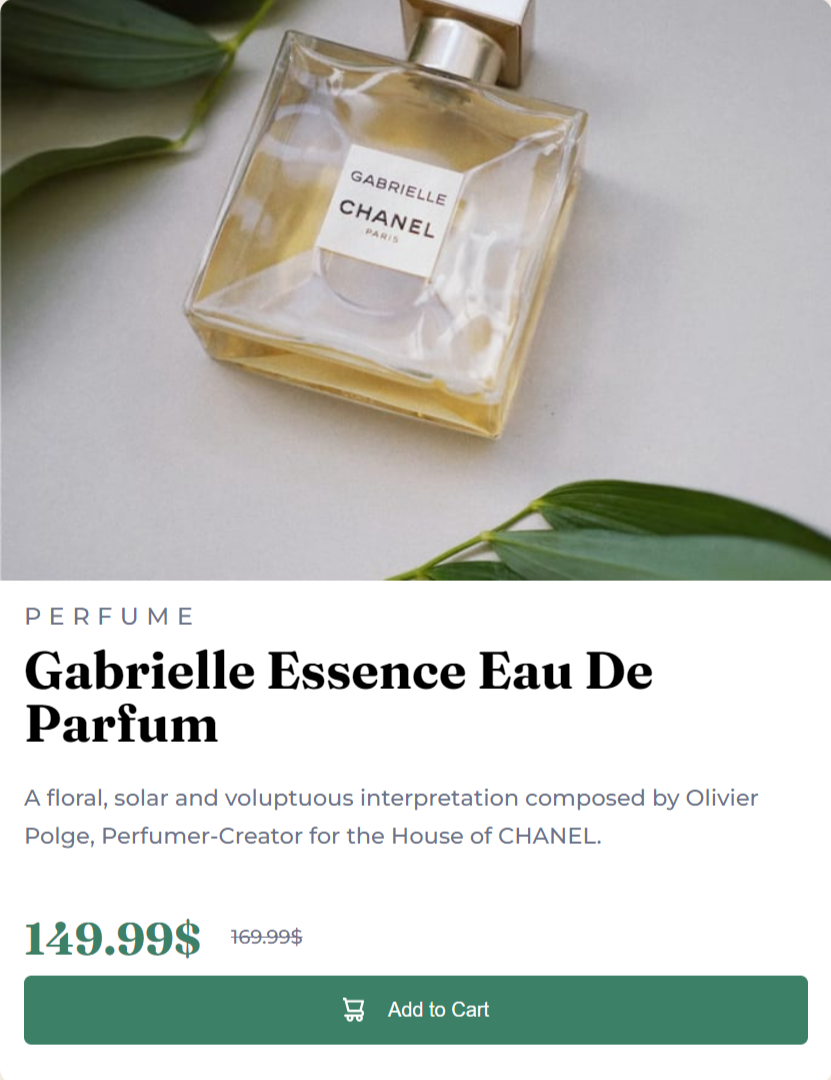 GABRIELLE
CHANEL
PARIS
PERFUME
Gabrielle Essence Eau De
Parfum
A floral, solar and voluptuous interpretation composed by Olivier
Polge, Perfumer-Creator for the House of CHANEL.
149.99$ 169.99$
Add to Cart